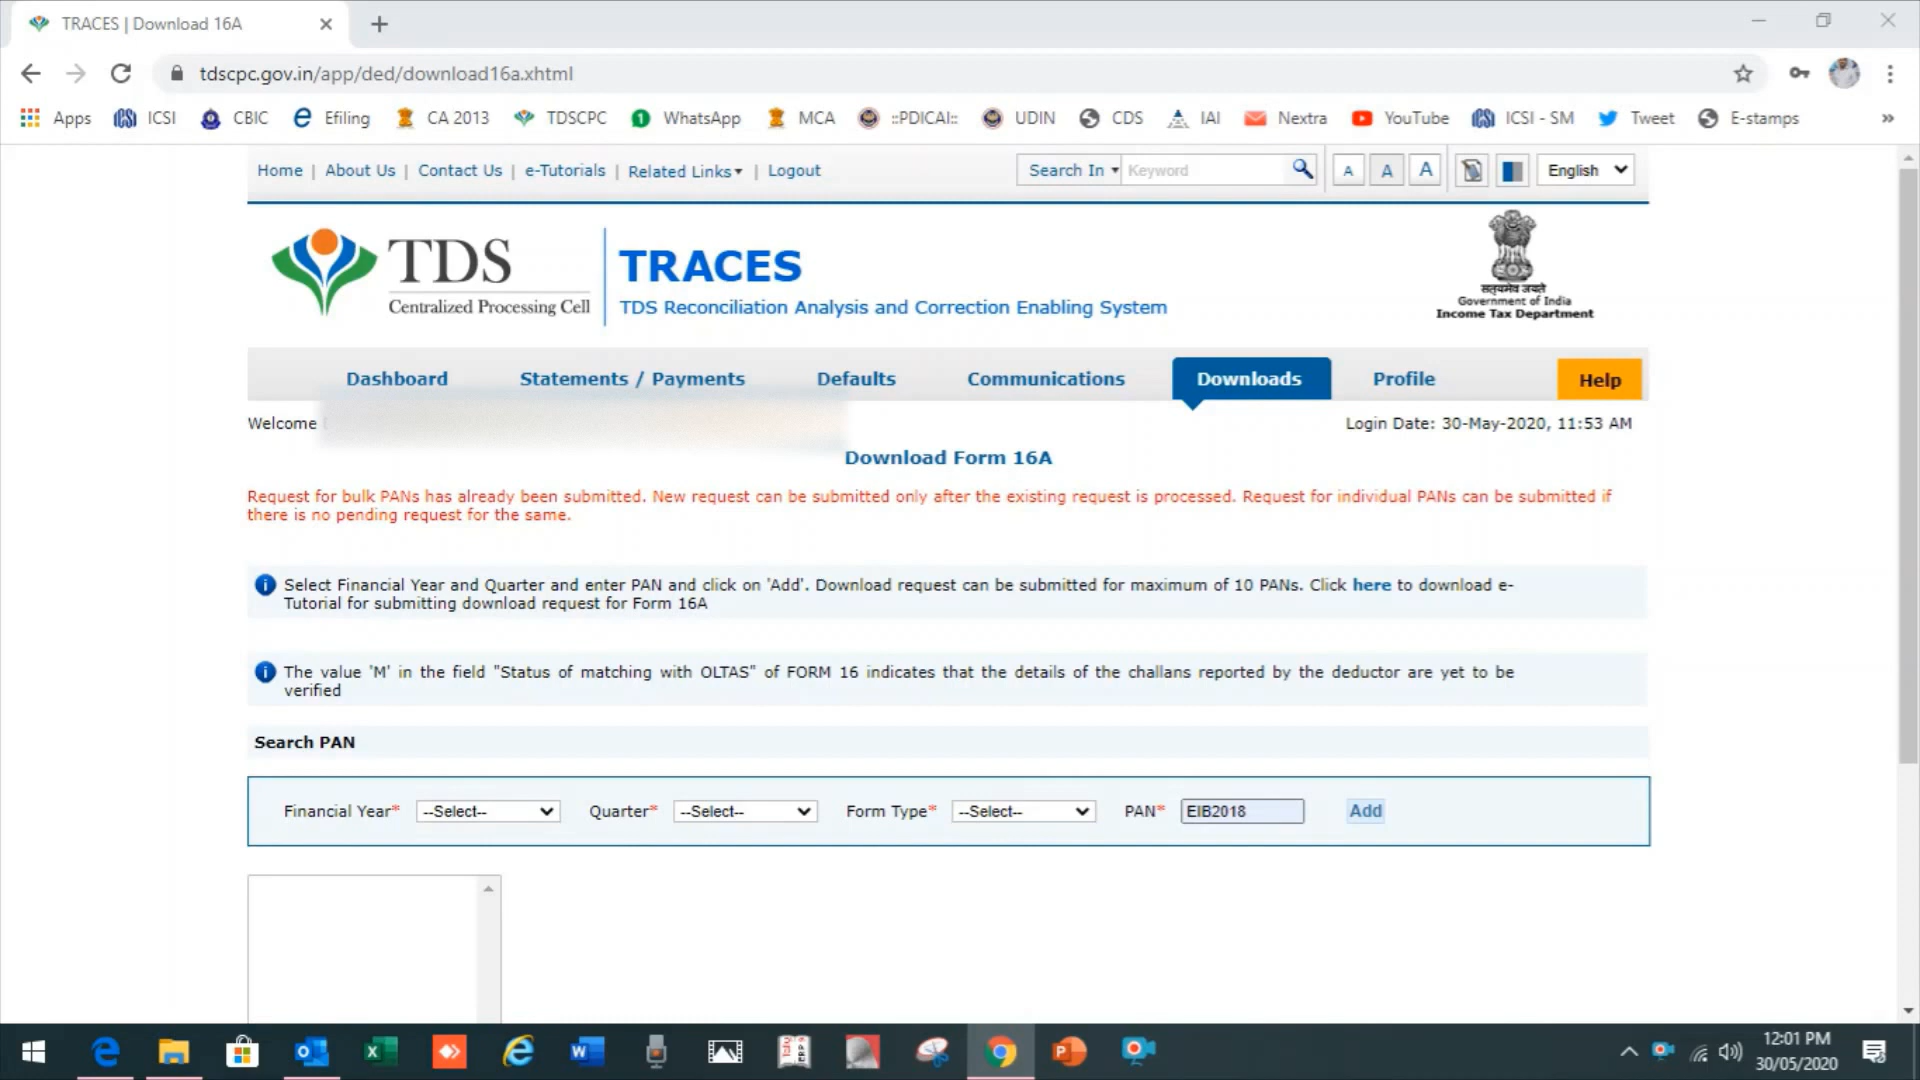 TRACES | Download 16A
tdscpc.gov.in/app/ded/download16a.xhtml
Apps ICSI CBIC Efiling CA 2013 TDSCPC WhatsApp MCA ::PDICAI:: UDIN CDS IAI Nextra YouTube ICSI - SM Tweet E-stamps »
Home | About Us | Contact Us | e-Tutorials | Related Links | Logout Search In Keyword A A A English
TDS
Centralized Processing Cell
TRACES
TDS Reconciliation Analysis and Correction Enabling System
सत्यमेव जयते
Government of India
Income Tax Department
Dashboard Statements / Payments Defaults Communications Downloads Profile Help
Welcome Login Date: 30-May-2020, 11:53 AM
Download Form 16A
Request for bulk PANs has already been submitted. New request can be submitted only after the existing request is processed. Request for individual PANs can be submitted if
there is no pending request for the same.
Select Financial Year and Quarter and enter PAN and click on 'Add'. Download request can be submitted for maximum of 10 PANs. Click here to download e-
Tutorial for submitting download request for Form 16A
The value 'M' in the field "Status of matching with OLTAS" of FORM 16 indicates that the details of the challans reported by the deductor are yet to be
verified
Search PAN
Financial Year* --Select-- Quarter* --Select-- Form Type* --Select-- PAN* EIB2018 Add
12:01 PM
30/05/2020